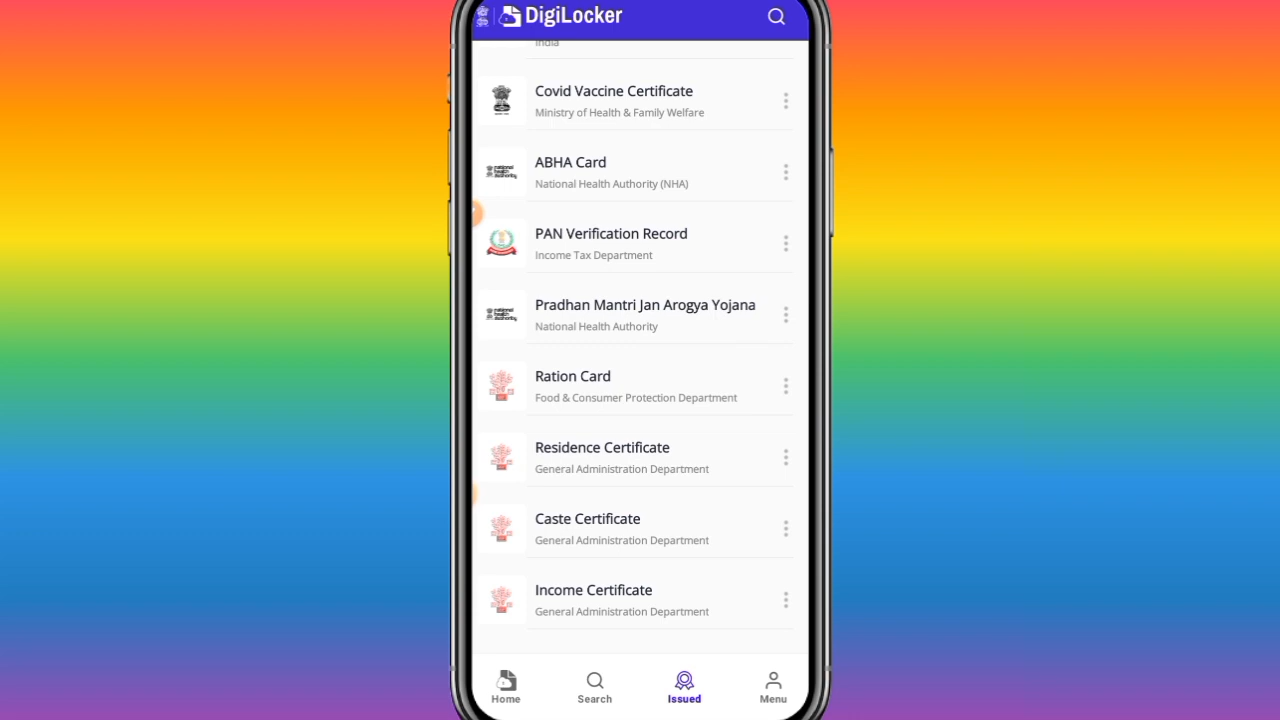 DigiLocker
India
Covid Vaccine Certificate
Ministry of Health & Family Welfare
ABHA Card
National Health Authority (NHA)
PAN Verification Record
Income Tax Department
Pradhan Mantri Jan Arogya Yojana
National Health Authority
Ration Card
Food & Consumer Protection Department
Residence Certificate
General Administration Department
Caste Certificate
General Administration Department
Income Certificate
General Administration Department
Home
Search
Issued
Menu